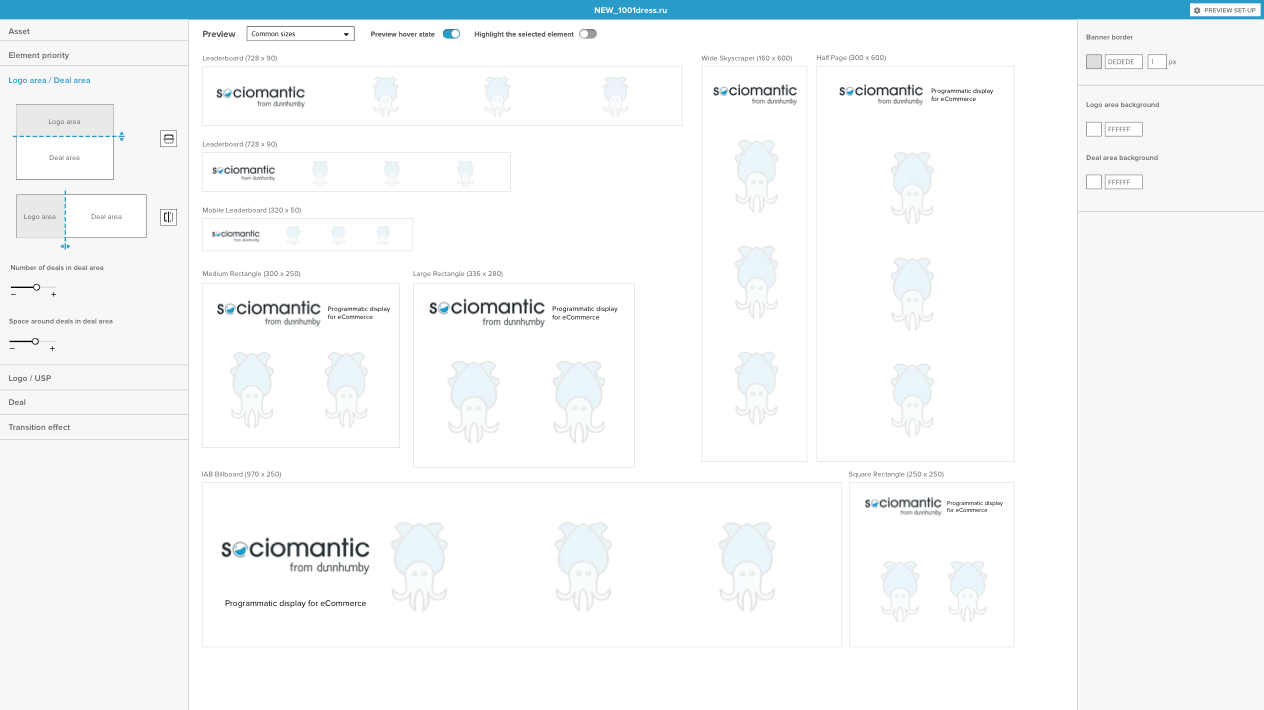 NEW_1001dress.ru
PREVIEW SET-UP
Asset
Element priority
Logo area / Deal area
Logo area
Deal area
Logo area
Deal area
Number of deals in deal area
– +
Space around deals in deal area
– +
Logo / USP
Deal
Transition effect
Preview
Common sizes
Preview hover state
Highlight the selected element
Leaderboard (728 x 90)
sociomantic
from dunnhumby
Leaderboard (728 x 90)
sociomantic
from dunnhumby
Mobile Leaderboard (320 x 50)
sociomantic
from dunnhumby
Medium Rectangle (300 x 250)
sociomantic
from dunnhumby
Programmatic display
for eCommerce
Large Rectangle (336 x 280)
sociomantic
from dunnhumby
Programmatic display
for eCommerce
Wide Skyscraper (160 x 600)
sociomantic
from dunnhumby
Half Page (300 x 600)
sociomantic
from dunnhumby
Programmatic display
for eCommerce
IAB Billboard (970 x 250)
sociomantic
from dunnhumby
Programmatic display for eCommerce
Square Rectangle (250 x 250)
sociomantic
from dunnhumby
Programmatic display
for eCommerce
Banner border
DEDEDE
1 px
Logo area background
FFFFFF
Deal area background
FFFFFF